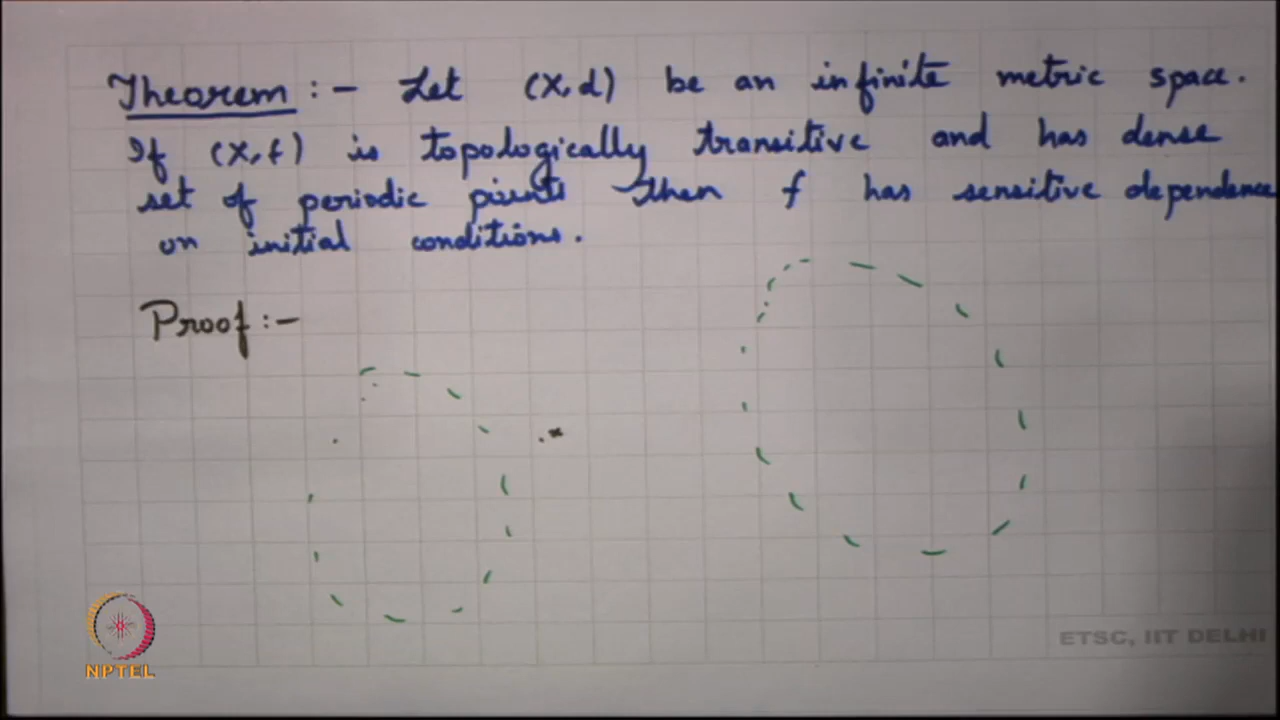 Theorem :- Let (X,d) be an infinite metric space.
If (X,f) is topologically transitive and has dense
set of periodic points then f has sensitive dependence
on initial conditions.
Proof :-
. x
NPTEL
ETSC, IIT DELHI